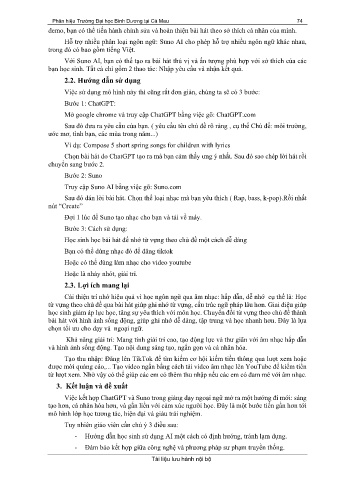 Phân hiệu Trường Đại học Bình Dương tại Cà Mau 74
demo, bạn có thể tiến hành chỉnh sửa và hoàn thiện bài hát theo sở thích cá nhân của mình.
Hỗ trợ nhiều phân loại ngôn ngữ: Suno AI cho phép hỗ trợ nhiều ngôn ngữ khác nhau,
trong đó có bao gồm tiếng Việt.
Với Suno AI, bạn có thể tạo ra bài hát thú vị và ấn tượng phù hợp với sở thích của các
bạn học sinh. Tất cả chỉ gồm 2 thao tác: Nhập yêu cầu và nhận kết quả.
2.2. Hướng dẫn sử dụng
Việc sử dụng mô hình này thì cũng rất đơn giản, chúng ta sẽ có 3 bước:
Bước 1: ChatGPT:
Mở google chrome và truy cập ChatGPT bằng việc gõ: ChatGPT.com
Sau đó đưa ra yêu cầu của bạn. ( yêu cầu tên chủ đề rõ ràng , cụ thể Chủ đề: môi trường,
ước mơ, tình bạn, các mùa trong năm...)
Ví dụ: Compose 5 short spring songs for children with lyrics
Chọn bài hát do ChatGPT tạo ra mà bạn cảm thấy ưng ý nhất. Sau đó sao chép lời hát rồi
chuyển sang bước 2.
Bước 2: Suno
Truy cập Suno AI bằng việc gõ: Suno.com
Sau đó dán lời bài hát. Chọn thể loại nhạc mà bạn yêu thích ( Rap, bass, k-pop).Rồi nhất
nút "Create"
Đợi 1 lúc để Suno tạo nhạc cho bạn và tải về máy.
Bước 3: Cách sử dụng:
Học sinh học bài hát để nhớ từ vựng theo chủ đề một cách dễ dàng
Bạn có thể dùng nhạc đó để đăng tiktok
Hoặc có thể dùng làm nhạc cho video youtube
Hoặc là nhảy nhót, giải trí.
2.3. Lợi ích mang lại
Cải thiện trí nhớ hiệu quả vì học ngôn ngữ qua âm nhạc: hấp dẫn, dễ nhớ cụ thể là: Học
từ vựng theo chủ đề qua bài hát giúp ghi nhớ từ vựng, cấu trúc ngữ pháp lâu hơn. Giai điệu giúp
học sinh giảm áp lực học, tăng sự yêu thích với môn học. Chuyển đổi từ vựng theo chủ đề thành
bài hát với hình ảnh sống động, giúp ghi nhớ dễ dàng, tập trung và học nhanh hơn. Đây là lựa
chọn tối ưu cho dạy và ngoại ngữ.
Khả năng giải trí: Mang tính giải trí cao, tạo động lực và thư giãn với âm nhạc hấp dẫn
và hình ảnh sống động. Tạo nội dung sáng tạo, ngắn gọn và cá nhân hóa.
Tạo thu nhập: Đăng lên TikTok để tìm kiếm cơ hội kiếm tiền thông qua lượt xem hoặc
được mời quảng cáo,... Tạo video ngắn bằng cách tải video âm nhạc lên YouTube để kiếm tiền
từ lượt xem. Nhờ vậy có thể giúp các em có thêm thu nhập nếu các em có đam mê với âm nhạc.
3. Kết luận và đề xuất
Việc kết hợp ChatGPT và Suno trong giảng dạy ngoại ngữ mở ra một hướng đi mới: sáng
tạo hơn, cá nhân hóa hơn, và gần liền với cảm xúc người học. Đây là một bước tiến gần hơn tới
mô hình lớp học tương tác, hiện đại và giàu trải nghiệm.
Tuy nhiên giáo viên cần chú ý 3 điều sau:
- Hướng dẫn học sinh sử dụng AI một cách có định hướng, tránh lạm dụng.
- Đảm bảo kết hợp giữa công nghệ và phương pháp sư phạm truyền thống.
Tài liệu lưu hành nội bộ